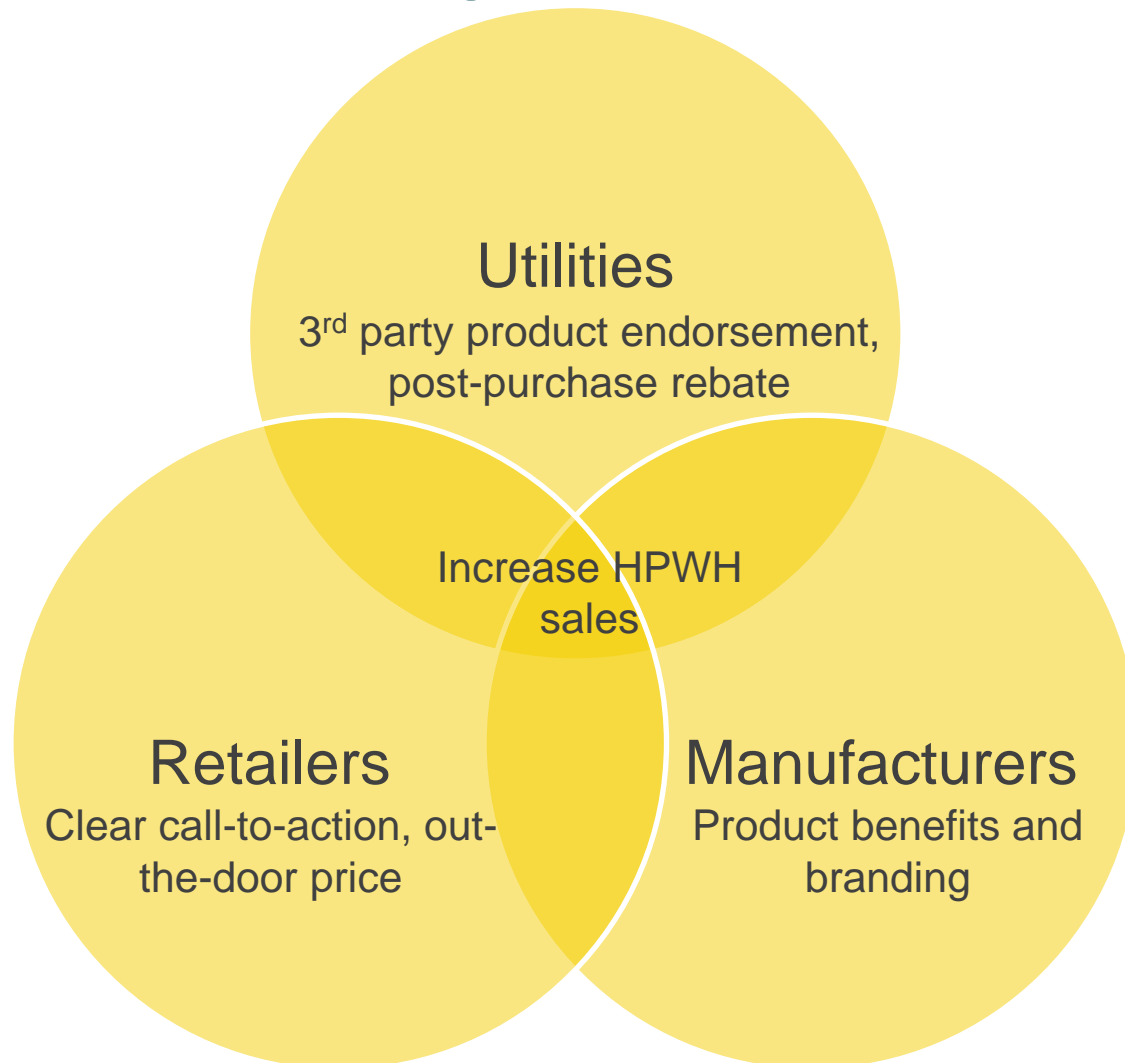 Utilities
3rd party product endorsement,
post-purchase rebate
Increase HPWH
sales
Retailers
Clear call-to-action, out-
the-door price
Manufacturers
Product benefits and
branding